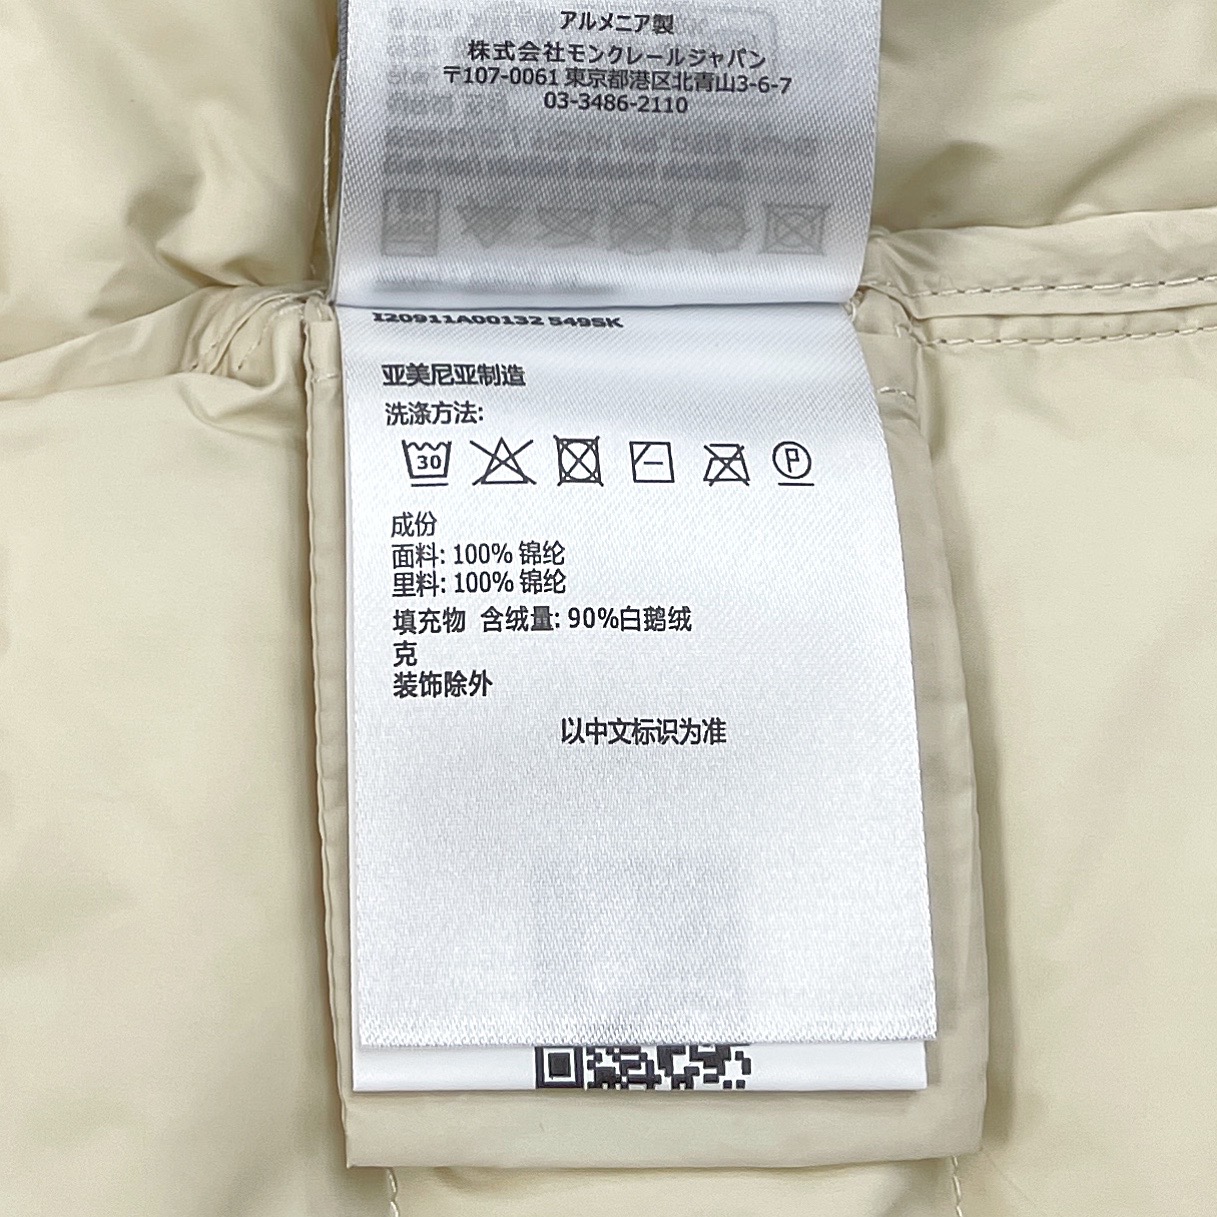 アルメニア製
株式会社モンクレールジャパン
〒107-0061 東京都港区北青山3-6-7
03-3486-2110
I20911A00132 549SK
亚美尼亚制造
洗涤方法:
30
P
成份
面料: 100% 锦纶
里料: 100% 锦纶
填充物 含绒量: 90%白鹅绒
克
装饰除外
以中文标识为准